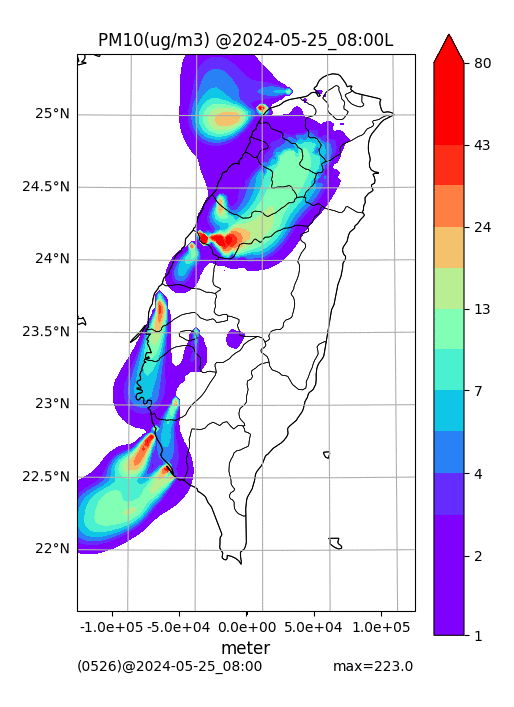 PM10(ug/m3) @2024-05-25_08:00L
80
25°N
43
24.5°N
24
24°N
13
23.5°N
7
23°N
4
22.5°N
22°N
2
1
-1.0e+05 -5.0e+04 0.0e+00 5.0e+04 1.0e+05
meter
(0526)@2024-05-25_08:00 max=223.0